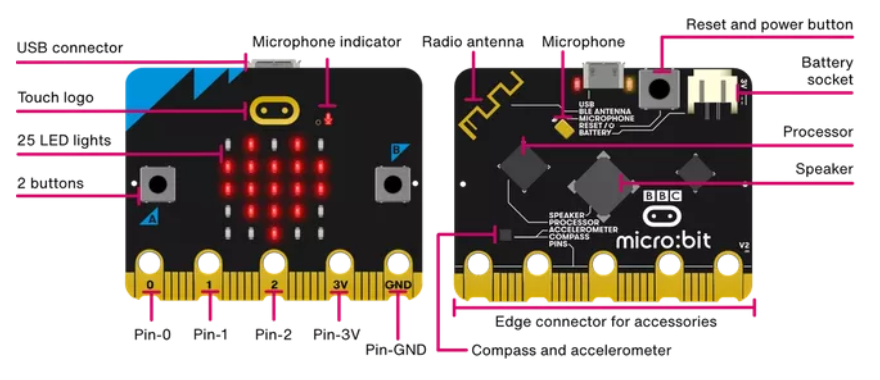 USB connector
Microphone indicator
Touch logo
25 LED lights
2 buttons
B
A
0
1
2
3V
GND
Pin-0
Pin-1
Pin-2
Pin-3V
Pin-GND
Radio antenna
Microphone
Reset and power button
Battery
socket
Processor
Speaker
3V
USB
BLE ANTENNA
MICROPHONE
RESET /
BATTERY
BBC
micro:bit
SPEAKER
PROCESSOR
ACCELEROMETER
COMPASS
PINS
V2
Edge connector for accessories
Compass and accelerometer